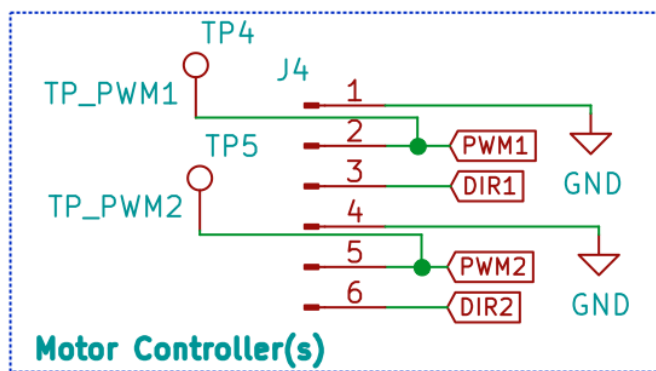 TP4
J4
TP_PWM1
1
2
PWM1
TP5
3
DIR1
GND
TP_PWM2
4
5
PWM2
6
DIR2
GND
Motor Controller(s)